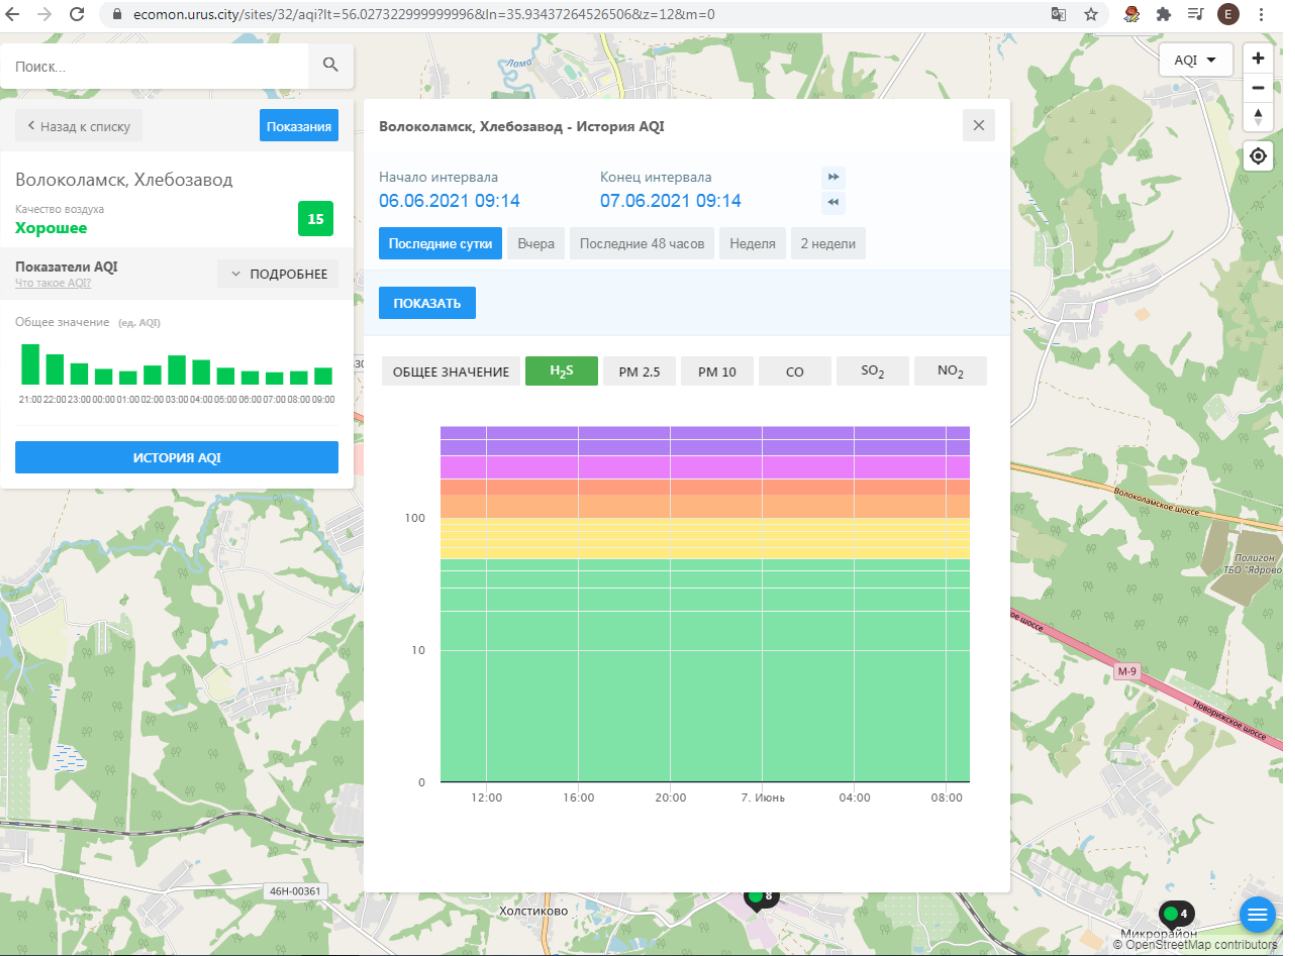 ecomon.urus.city/sites/32/aqi?lt=56.027322999999996&ln=35.93437264526506&z=12&m=0
E
Поиск...
Лама
AQI
Назад к списку
Показания
Волоколамск, Хлебозавод
Качество воздуха
Хорошее
15
Показатели AQI
Что такое AQI?
ПОДРОБНЕЕ
Общее значение (ед. AQI)
21:00 22:00 23:00 00:00 01:00 02:00 03:00 04:00 05:00 06:00 07:00 08:00 09:00
ИСТОРИЯ AQI
Волоколамск, Хлебозавод - История AQI
Начало интервала
06.06.2021 09:14
Конец интервала
07.06.2021 09:14
Последние сутки
Вчера
Последние 48 часов
Неделя
2 недели
ПОКАЗАТЬ
ОБЩЕЕ ЗНАЧЕНИЕ
H2S
PM 2.5
PM 10
CO
SO2
NO2
100
10
0
12:00
16:00
20:00
7. Июнь
04:00
08:00
Волоколамское шоссе
Полигон
ТБО "Ядрово
М-9
Новорижское шоссе
46Н-00361
Холстиково
8
4
Микрорайон
© OpenStreetMap contributors